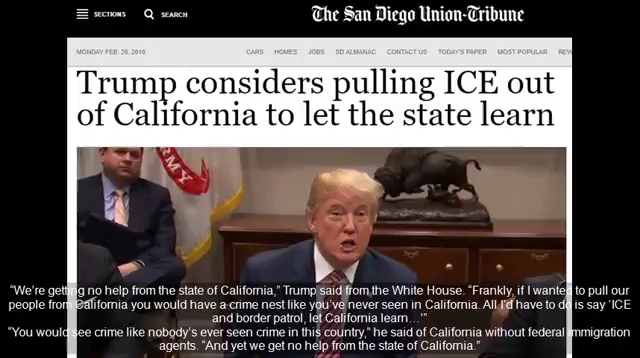 SECTIONS SEARCH The San Diego Union-Tribune
MONDAY FEB. 26, 2018 CARS HOMES JOBS SD ALMANAC CONTACT US TODAY'S PAPER MOST POPULAR REV
Trump considers pulling ICE out
of California to let the state learn
RMY
“We’re getting no help from the state of California,” Trump said from the White House. “Frankly, if I wanted to pull our
people from California you would have a crime nest like you’ve never seen in California. All I’d have to do is say ‘ICE
and border patrol, let California learn…’”
“You would see crime like nobody’s ever seen crime in this country,” he said of California without federal immigration
agents. “And yet we get no help from the state of California.”